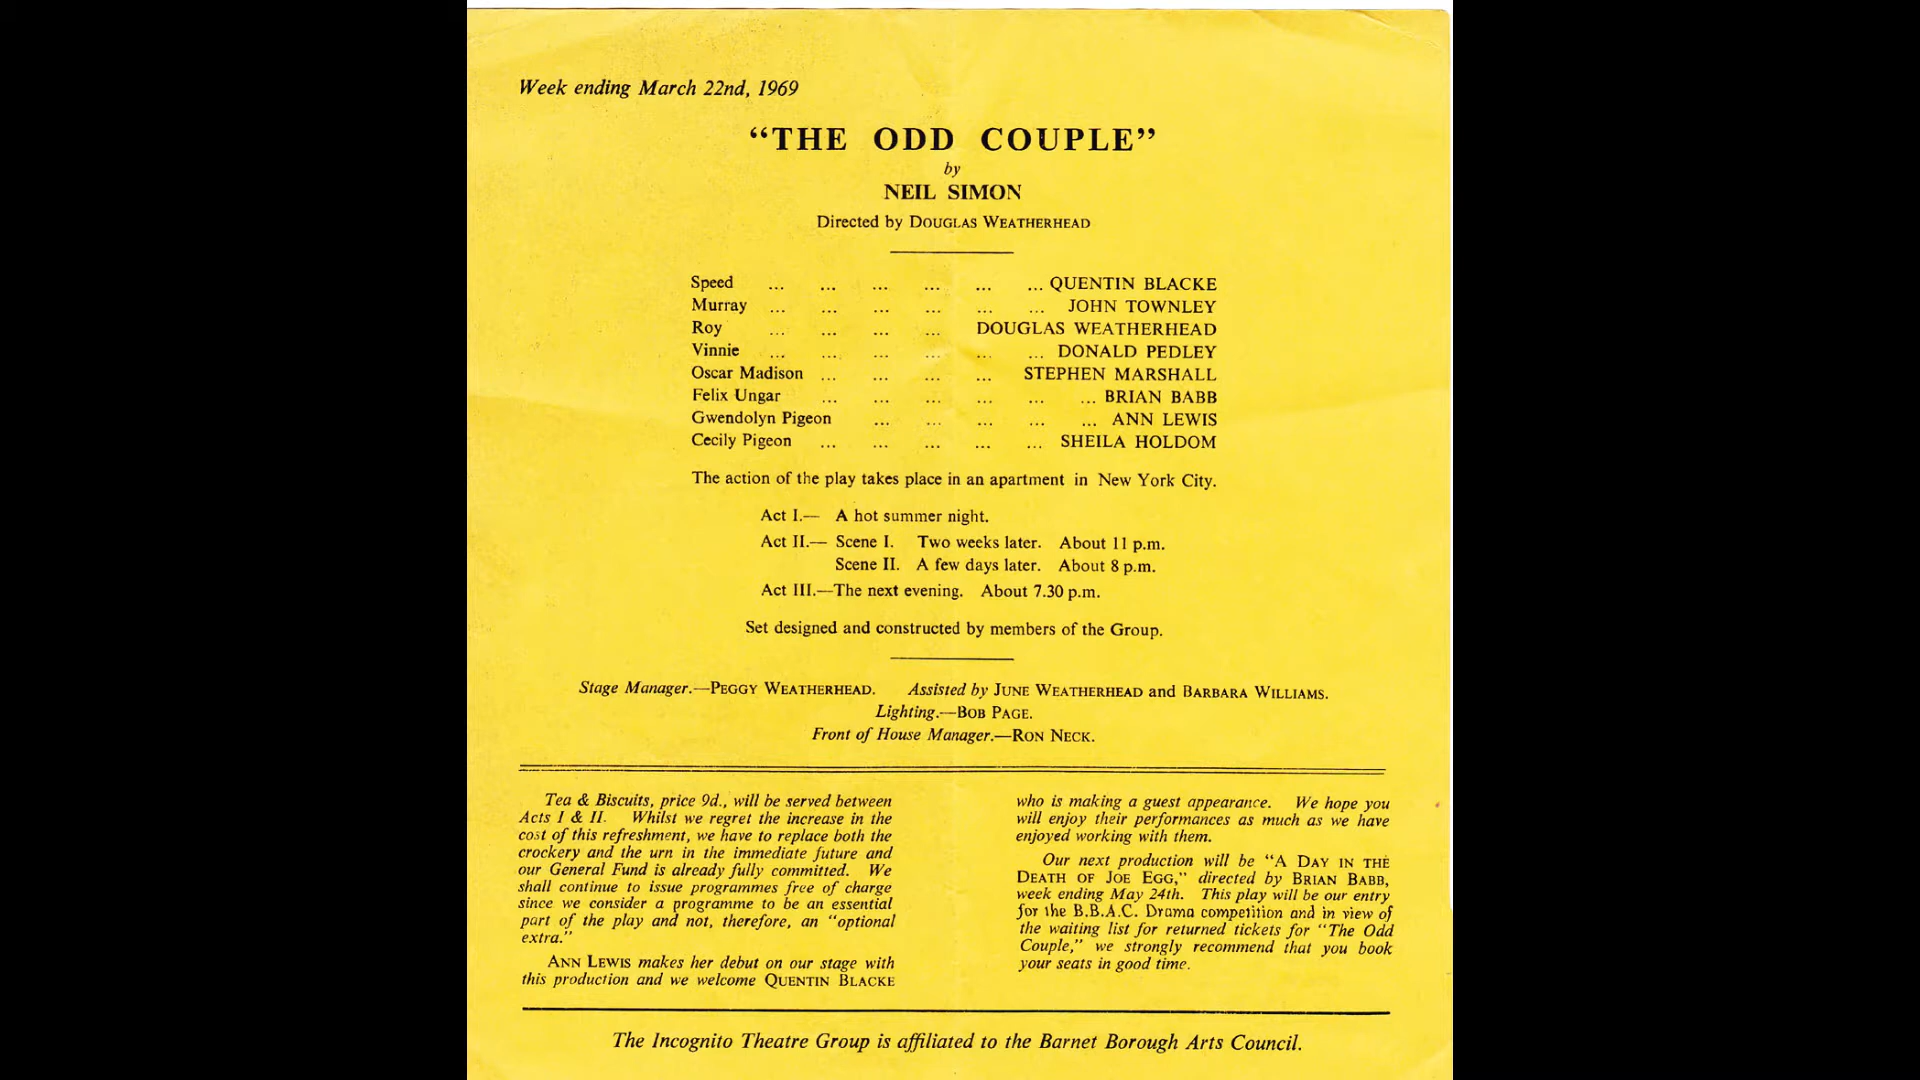 Week ending March 22nd, 1969
“THE ODD COUPLE”
by
NEIL SIMON
Directed by DOUGLAS WEATHERHEAD
Speed ... ... ... ... ... ... QUENTIN BLACKE
Murray ... ... ... ... ... ... JOHN TOWNLEY
Roy ... ... ... ... DOUGLAS WEATHERHEAD
Vinnie ... ... ... ... ... ... DONALD PEDLEY
Oscar Madison ... ... ... ... STEPHEN MARSHALL
Felix Ungar ... ... ... ... ... ... BRIAN BABB
Gwendolyn Pigeon ... ... ... ... ... ANN LEWIS
Cecily Pigeon ... ... ... ... ... SHEILA HOLDOM
The action of the play takes place in an apartment in New York City.
Act I.— A hot summer night.
Act II.— Scene I. Two weeks later. About 11 p.m.
Scene II. A few days later. About 8 p.m.
Act III.—The next evening. About 7.30 p.m.
Set designed and constructed by members of the Group.
Stage Manager.—PEGGY WEATHERHEAD. Assisted by JUNE WEATHERHEAD and BARBARA WILLIAMS.
Lighting.—BOB PAGE.
Front of House Manager.—RON NECK.
Tea & Biscuits, price 9d., will be served between
Acts I & II. Whilst we regret the increase in the
cost of this refreshment, we have to replace both the
crockery and the urn in the immediate future and
our General Fund is already fully committed. We
shall continue to issue programmes free of charge
since we consider a programme to be an essential
part of the play and not, therefore, an “optional
extra.”
ANN LEWIS makes her debut on our stage with
this production and we welcome QUENTIN BLACKE
who is making a guest appearance. We hope you
will enjoy their performances as much as we have
enjoyed working with them.
Our next production will be “A DAY IN THE
DEATH OF JOE EGG,” directed by BRIAN BABB,
week ending May 24th. This play will be our entry
for the B.B.A.C. Drama competition and in view of
the waiting list for returned tickets for “The Odd
Couple,” we strongly recommend that you book
your seats in good time.
The Incognito Theatre Group is affiliated to the Barnet Borough Arts Council.